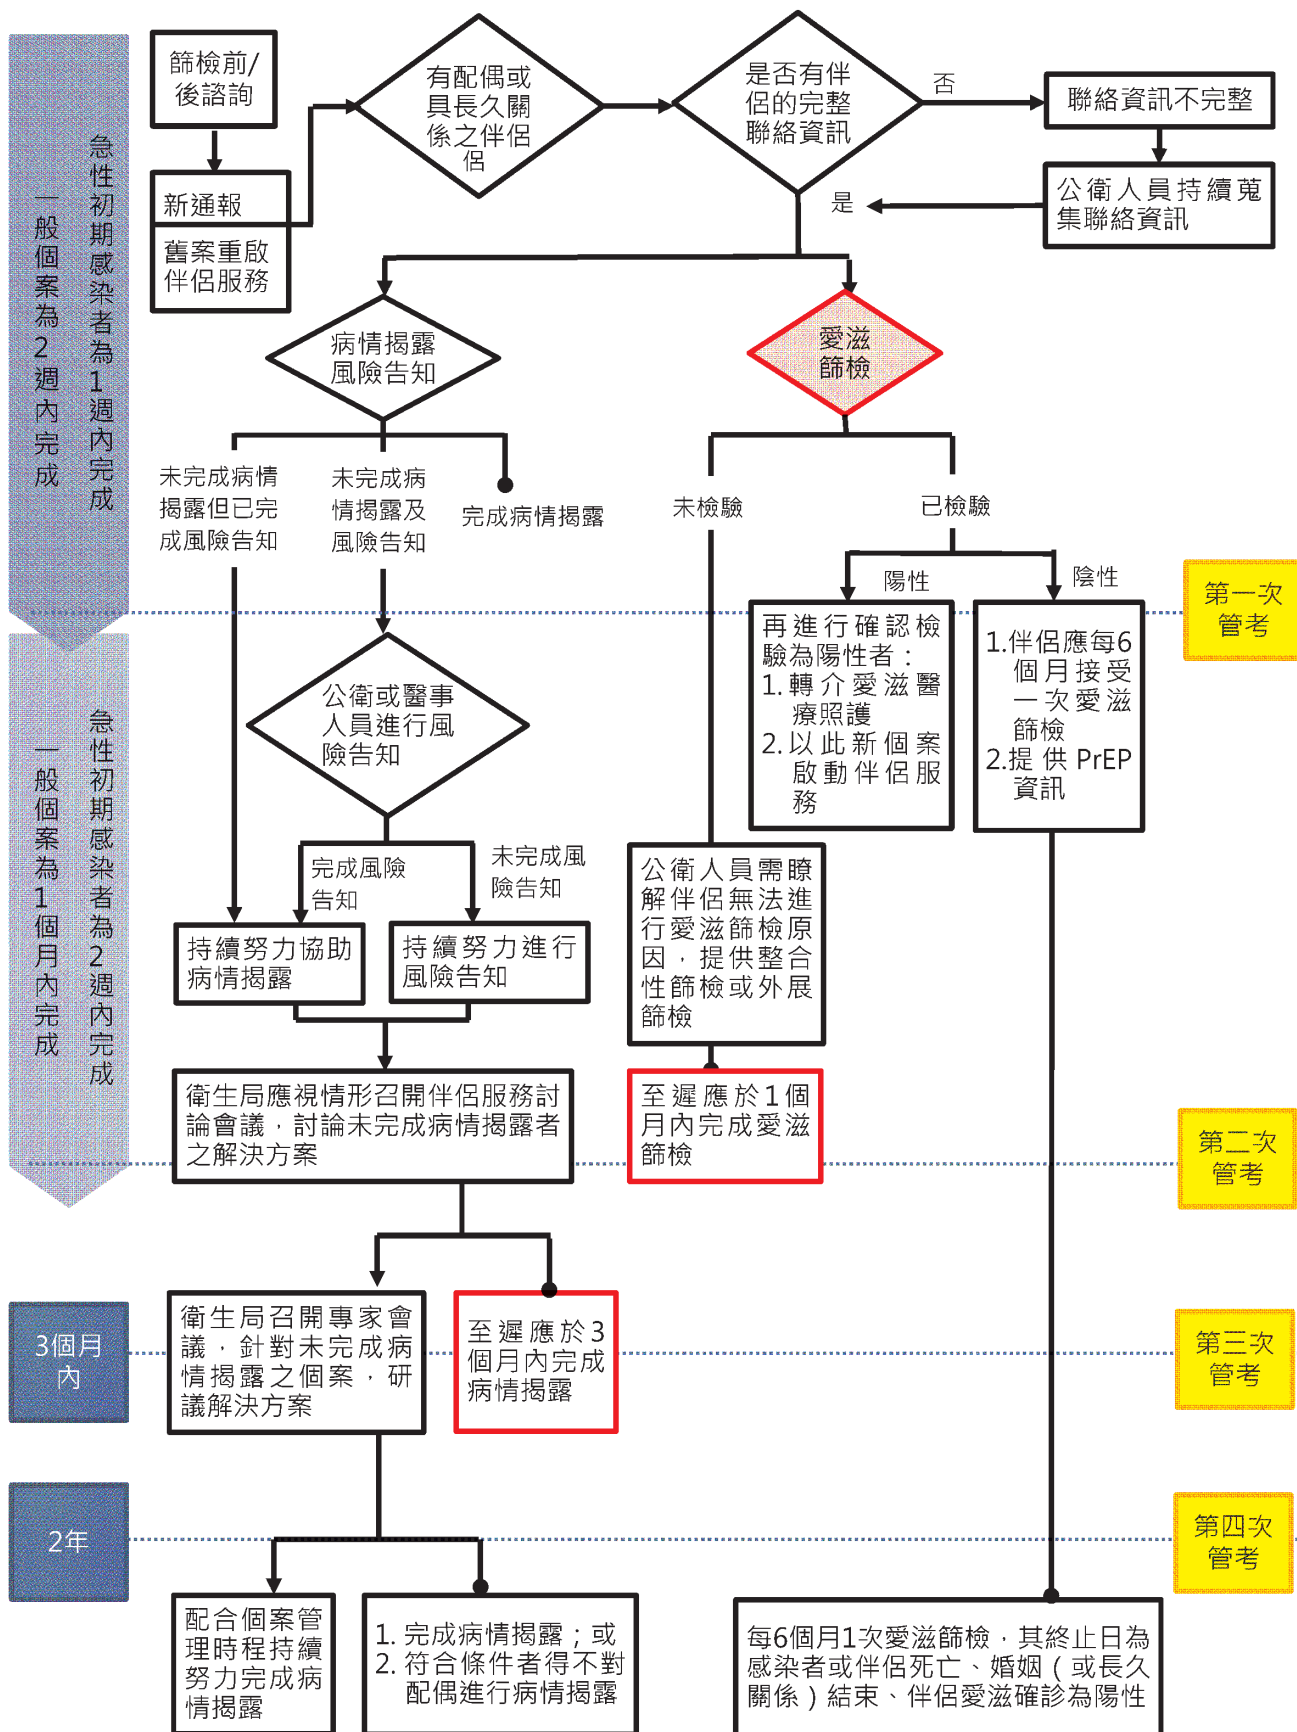 急性初期感染者為1週內完成
一般個案為2週內完成
篩檢前/
後諮詢
新通報
舊案重啟
伴侶服務
有配偶或
具長久關
係之伴侶
侶
是否有伴
侶的完整
聯絡資訊
否
聯絡資訊不完整
公衛人員持續蒐
集聯絡資訊
是
病情揭露
風險告知
愛滋
篩檢
未完成病情
揭露但已完
成風險告知
未完成病
情揭露及
風險告知
完成病情揭露
未檢驗
已檢驗
陽性
陰性
第一次
管考
再進行確認檢
驗為陽性者：
1. 轉介愛滋醫
療照護
2. 以此新個案
啟動伴侶服
務
1.伴侶應每6
個月接受
一次愛滋
篩檢
2.提供 PrEP
資訊
急性初期感染者為2週內完成
一般個案為1個月內完成
公衛或醫事
人員進行風
險告知
完成風險
告知
未完成風
險告知
持續努力協助
病情揭露
持續努力進行
風險告知
公衛人員需瞭
解伴侶無法進
行愛滋篩檢原
因，提供整合
性篩檢或外展
篩檢
衛生局應視情形召開伴侶服務討
論會議，討論未完成病情揭露者
之解決方案
至遲應於1個
月內完成愛滋
篩檢
第二次
管考
3個月
內
衛生局召開專家會
議，針對未完成病
情揭露之個案，研
議解決方案
至遲應於3
個月內完成
病情揭露
第三次
管考
2年
第四次
管考
配合個案管
理時程持續
努力完成病
情揭露
1. 完成病情揭露；或
2. 符合條件者得不對
配偶進行病情揭露
每6個月1次愛滋篩檢，其終止日為
感染者或伴侶死亡、婚姻（或長久
關係）結束、伴侶愛滋確診為陽性